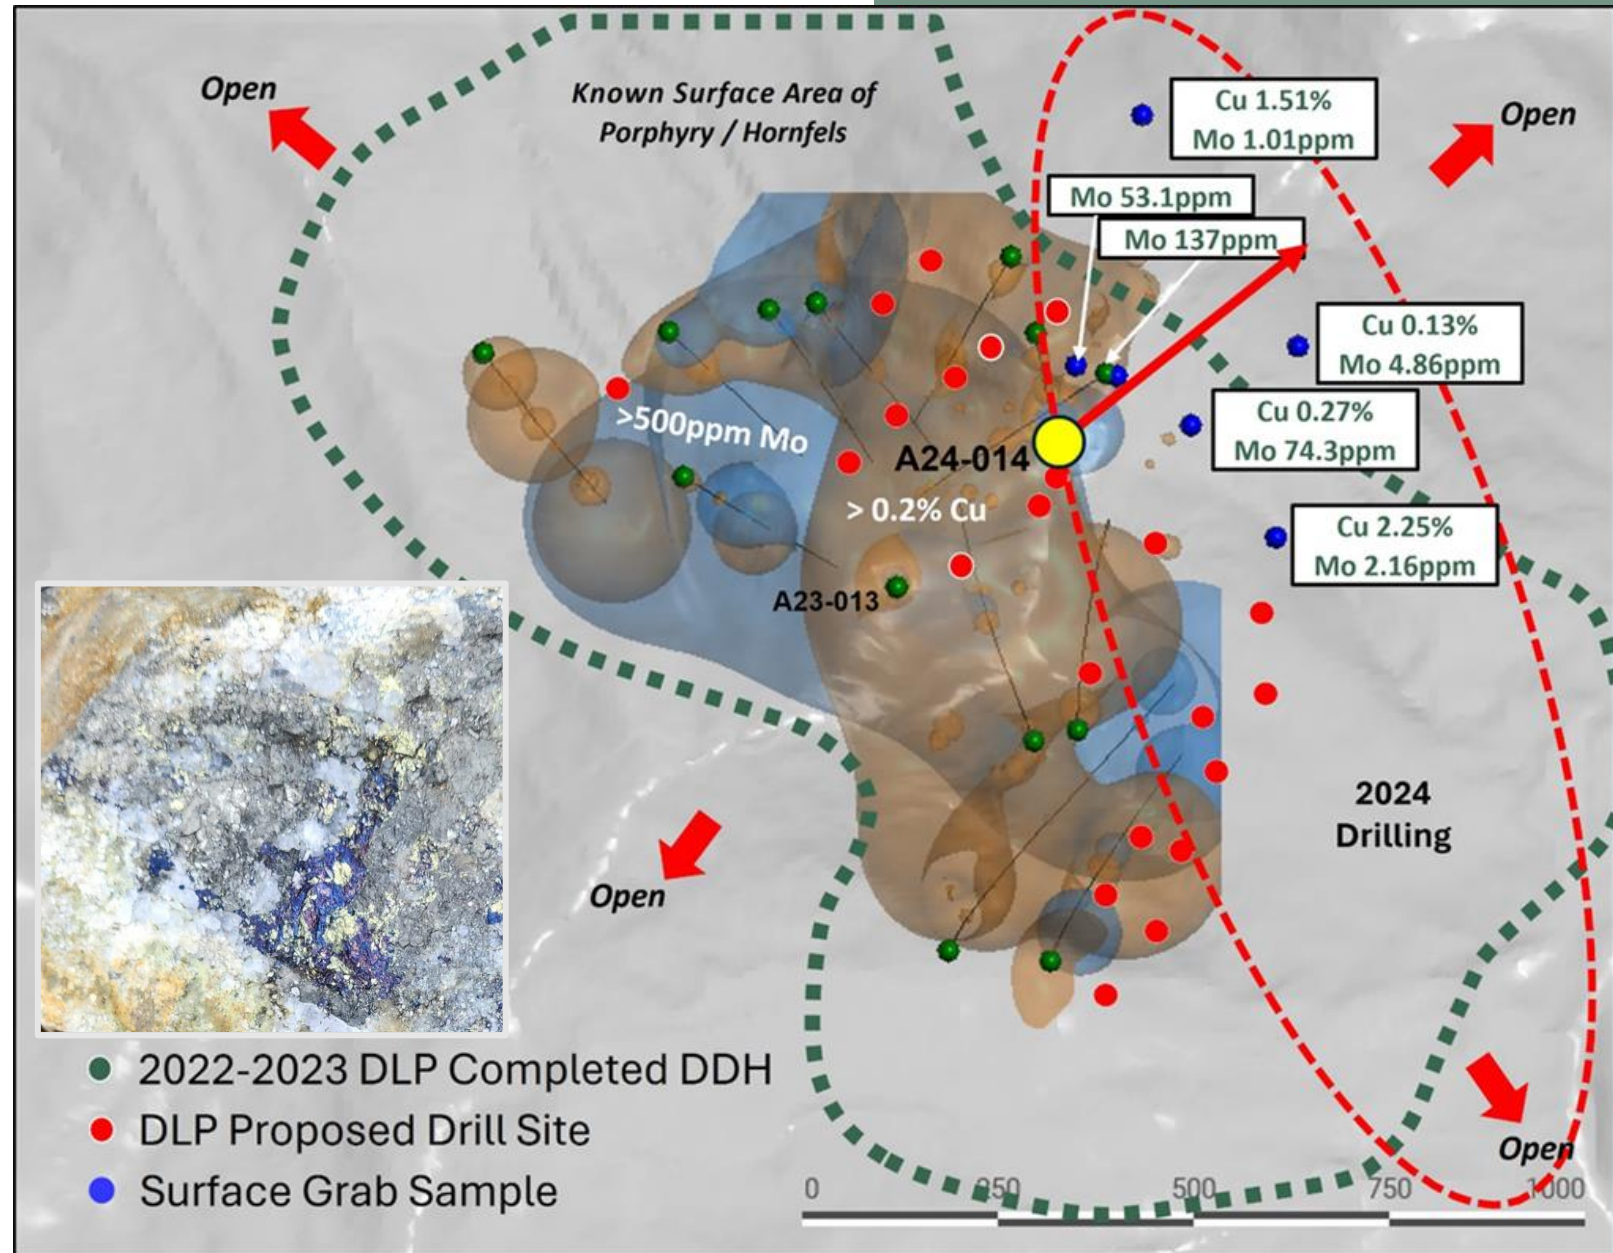 Open
Known Surface Area of
Porphyry / Hornfels
Cu 1.51%
Mo 1.01ppm
Open
Mo 53.1ppm
Mo 137ppm
Cu 0.13%
Mo 4.86ppm
>500ppm Mo
Cu 0.27%
Mo 74.3ppm
A24-014
> 0.2% Cu
Cu 2.25%
Mo 2.16ppm
A23-013
2024
Drilling
Open
2022-2023 DLP Completed DDH
DLP Proposed Drill Site
Surface Grab Sample
Open
0 250 500 750 1000